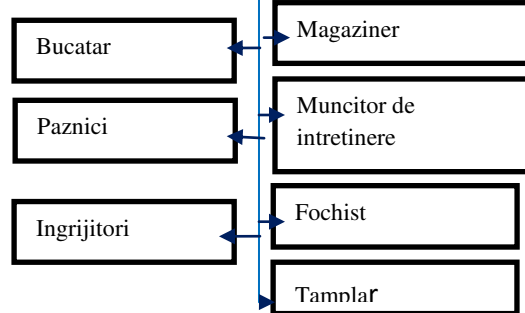 Bucatar
Magaziner
Paznici
Muncitor de
intretinere
Ingrijitori
Fochist
Tamplar